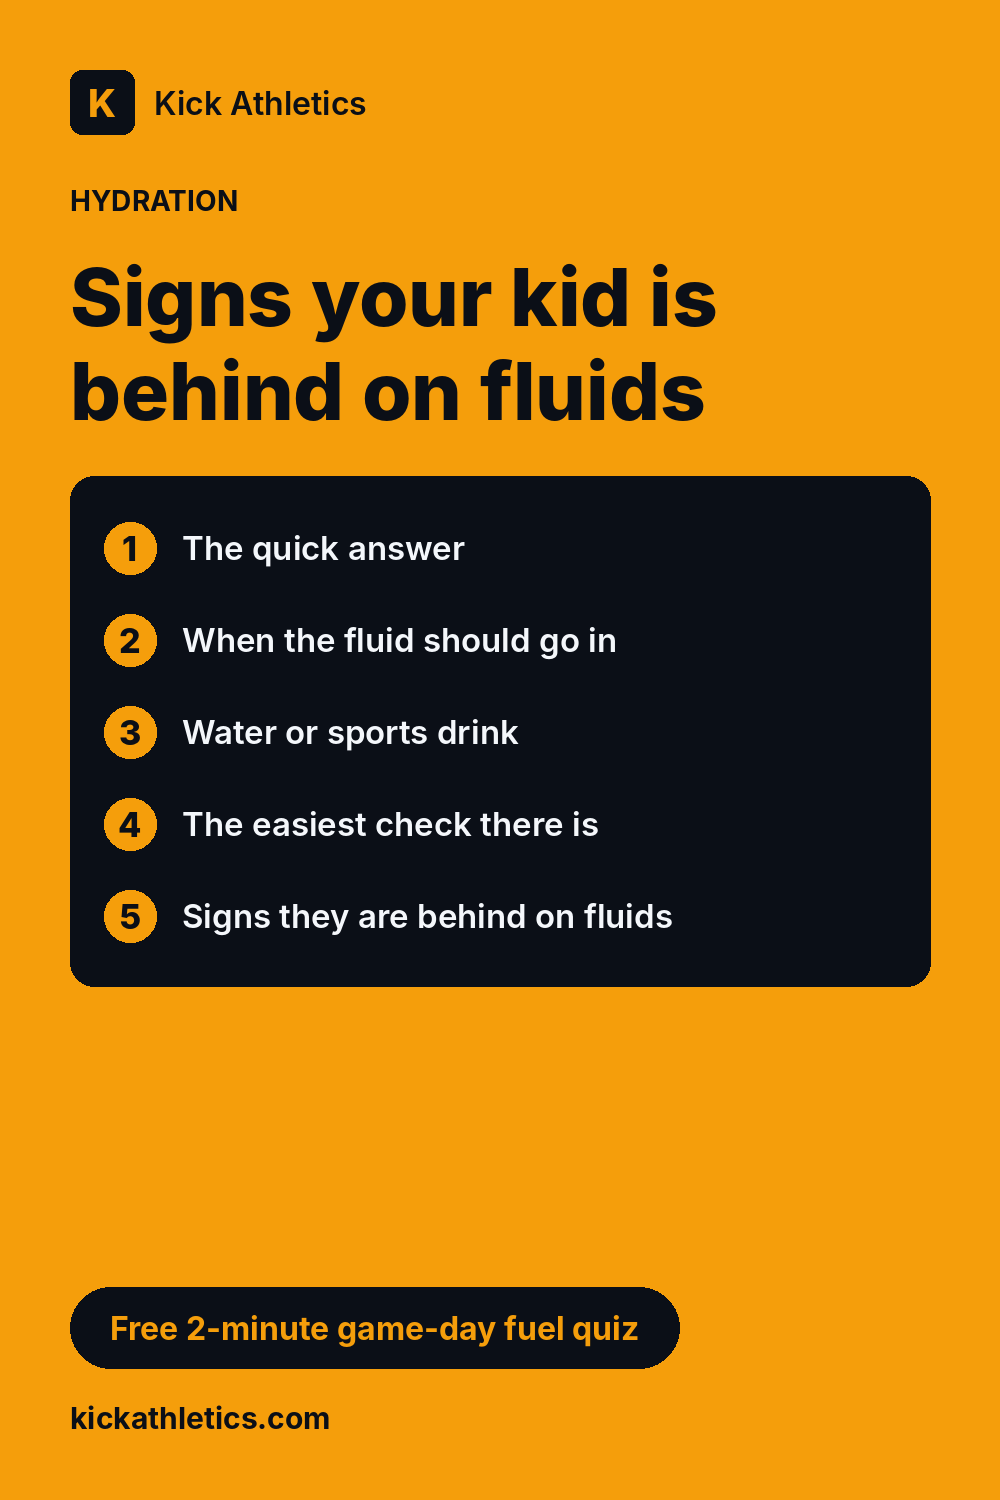 K
Kick Athletics
HYDRATION
Signs your kid is
behind on fluids
1 The quick answer
2 When the fluid should go in
3 Water or sports drink
4 The easiest check there is
5 Signs they are behind on fluids
Free 2-minute game-day fuel quiz
kickathletics.com